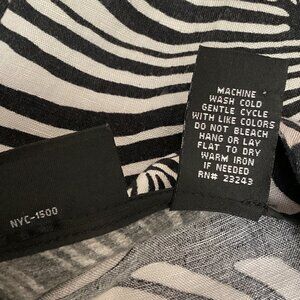 MACHINE
WASH COLD
GENTLE CYCLE
WITH LIKE COLORS
DO NOT BLEACH
HANG OR LAY
FLAT TO DRY
WARM IRON
IF NEEDED
RN# 23243
NYC-1500